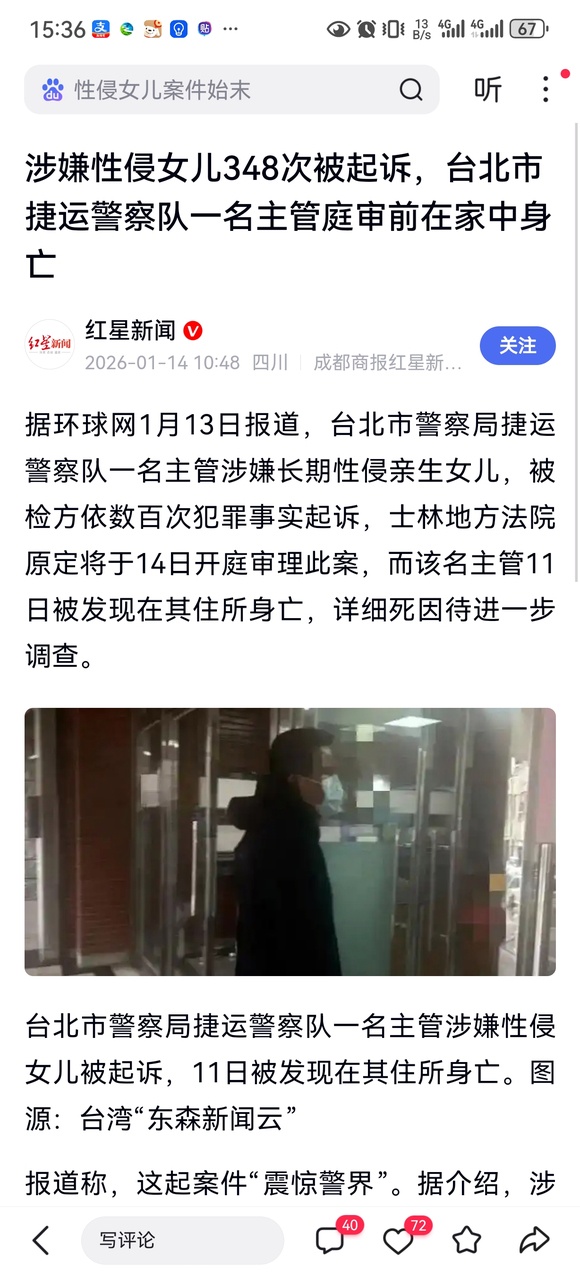 15:36
贴
...
13
B/s
4G
4G
67
du
性侵女儿案件始末
听
涉嫌性侵女儿348次被起诉，台北市
捷运警察队一名主管庭审前在家中身
亡
红星新闻
红星新闻
2026-01-14 10:48 四川 成都商报红星新…
关注
据环球网1月13日报道，台北市警察局捷运
警察队一名主管涉嫌长期性侵亲生女儿，被
检方依数百次犯罪事实起诉，士林地方法院
原定将于14日开庭审理此案，而该名主管11
日被发现在其住所身亡，详细死因待进一步
调查。
台北市警察局捷运警察队一名主管涉嫌性侵
女儿被起诉，11日被发现在其住所身亡。图
源：台湾“东森新闻云”
报道称，这起案件“震惊警界”。据介绍，涉
写评论
40
72